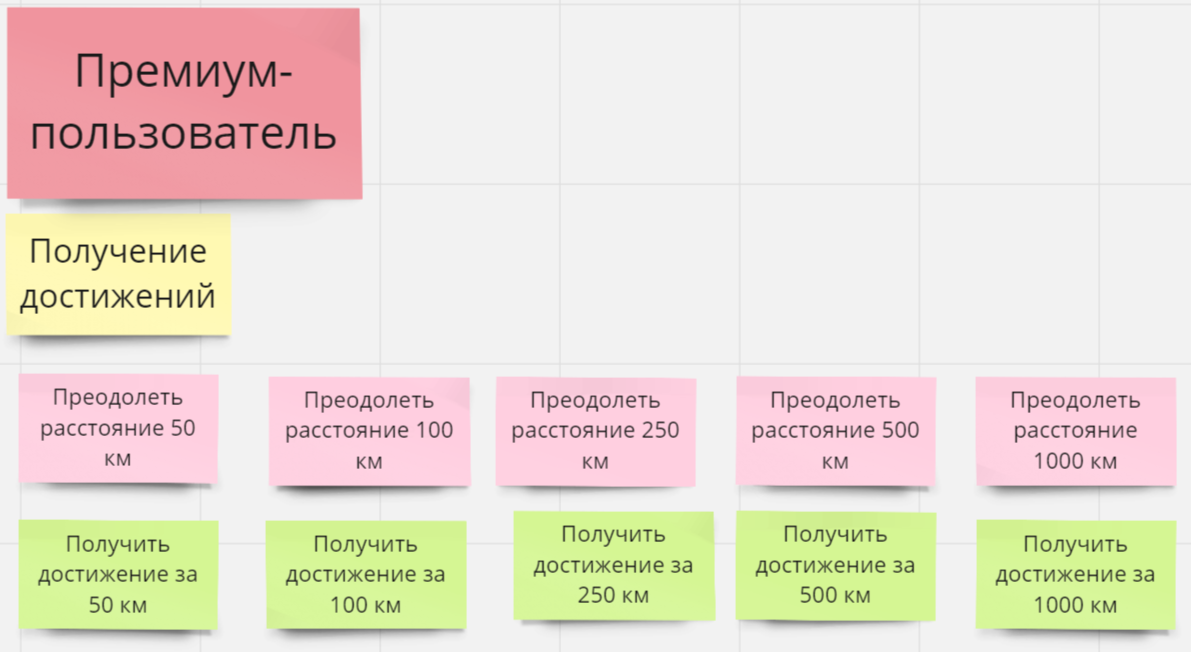 Премиум-
пользователь
Получение
достижений
Преодолеть
расстояние 50
км
Преодолеть
расстояние 100
км
Преодолеть
расстояние 250
км
Преодолеть
расстояние 500
км
Преодолеть
расстояние
1000 км
Получить
достижение за
50 км
Получить
достижение за
100 км
Получить
достижение за
250 км
Получить
достижение за
500 км
Получить
достижение за
1000 км